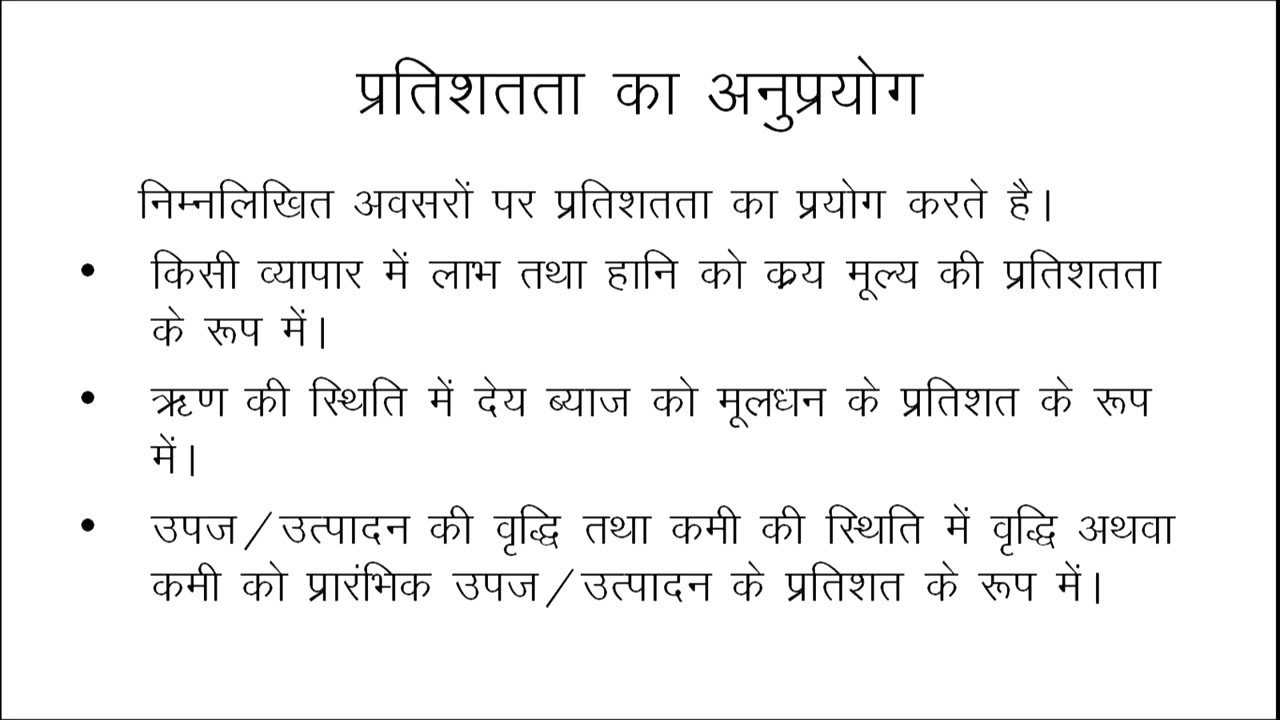 प्रतिशतता का अनुप्रयोग
निम्नलिखित अवसरों पर प्रतिशतता का प्रयोग करते है।
• किसी व्यापार में लाभ तथा हानि को क्रय मूल्य की प्रतिशतता
के रूप में।
• ऋण की स्थिति में देय ब्याज को मूलधन के प्रतिशत के रूप
में।
• उपज/उत्पादन की वृद्धि तथा कमी की स्थिति में वृद्धि अथवा
कमी को प्रारंभिक उपज/उत्पादन के प्रतिशत के रूप में।